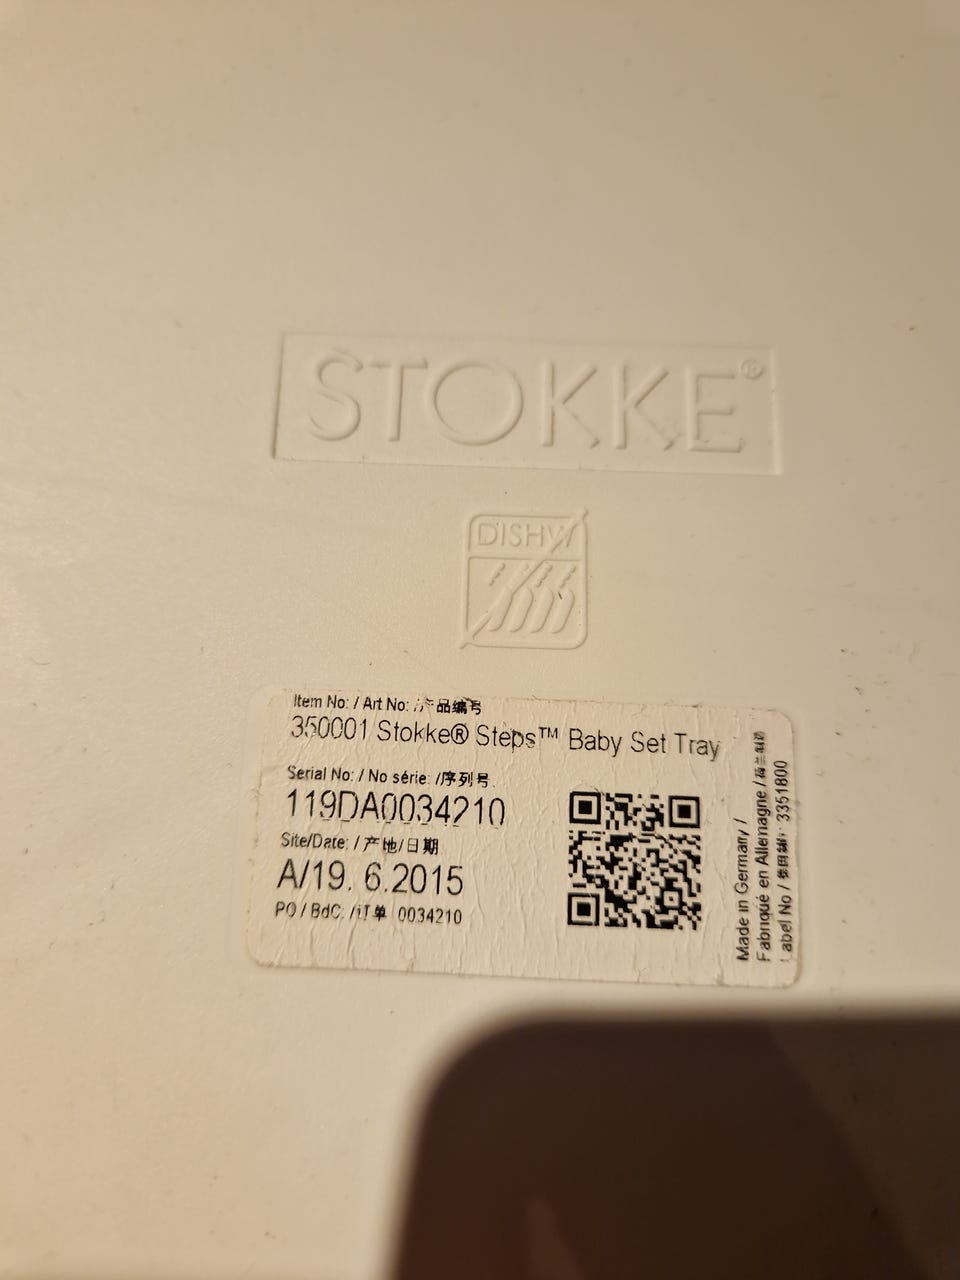 STOKKE®
DISHW
Item No: / Art No: 产品编号
350001 Stokke® Steps™ Baby Set Tray
Serial No: / No série: /序列号
119DA0034210
Site/Date: / 产地/日期
A/19. 6.2015
PO / BdC: /订单 0034210
Made in Germany /
Fabriqué en Allemagne /
Label No / 3351800